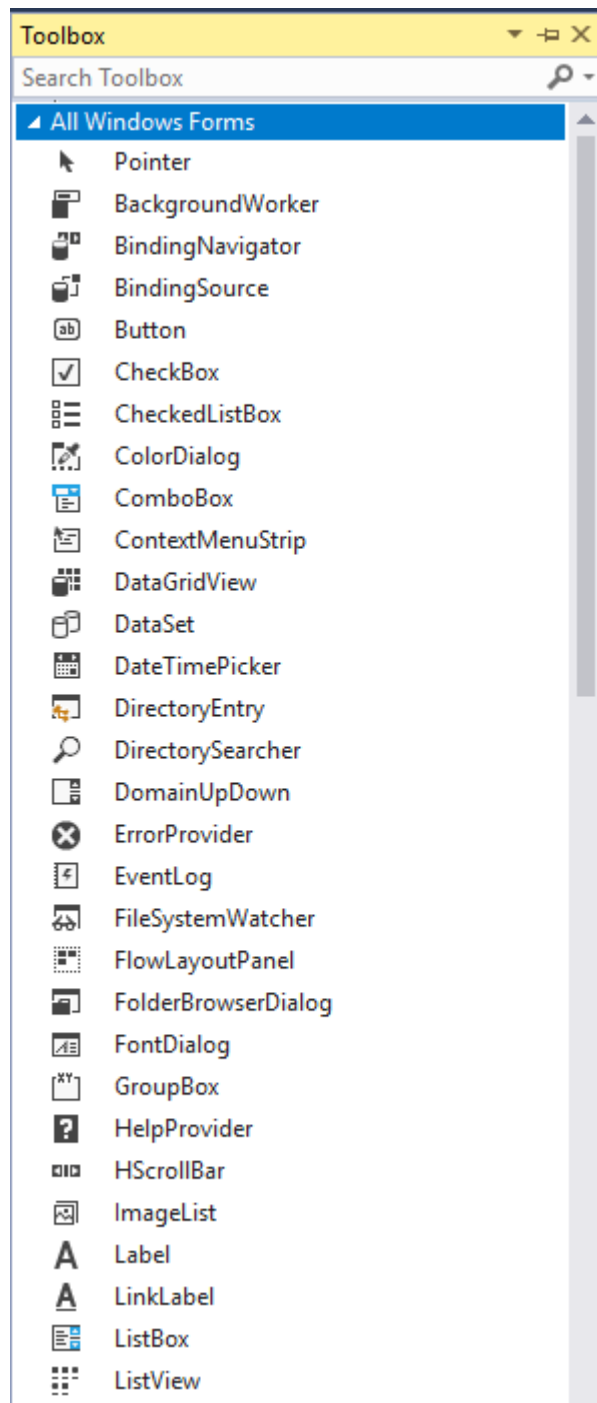 Toolbox
Search Toolbox
All Windows Forms
Pointer
BackgroundWorker
BindingNavigator
BindingSource
Button
CheckBox
CheckedListBox
ColorDialog
ComboBox
ContextMenuStrip
DataGridView
DataSet
DateTimePicker
DirectoryEntry
DirectorySearcher
DomainUpDown
ErrorProvider
EventLog
FileSystemWatcher
FlowLayoutPanel
FolderBrowserDialog
FontDialog
GroupBox
HelpProvider
HScrollBar
ImageList
Label
LinkLabel
ListBox
ListView